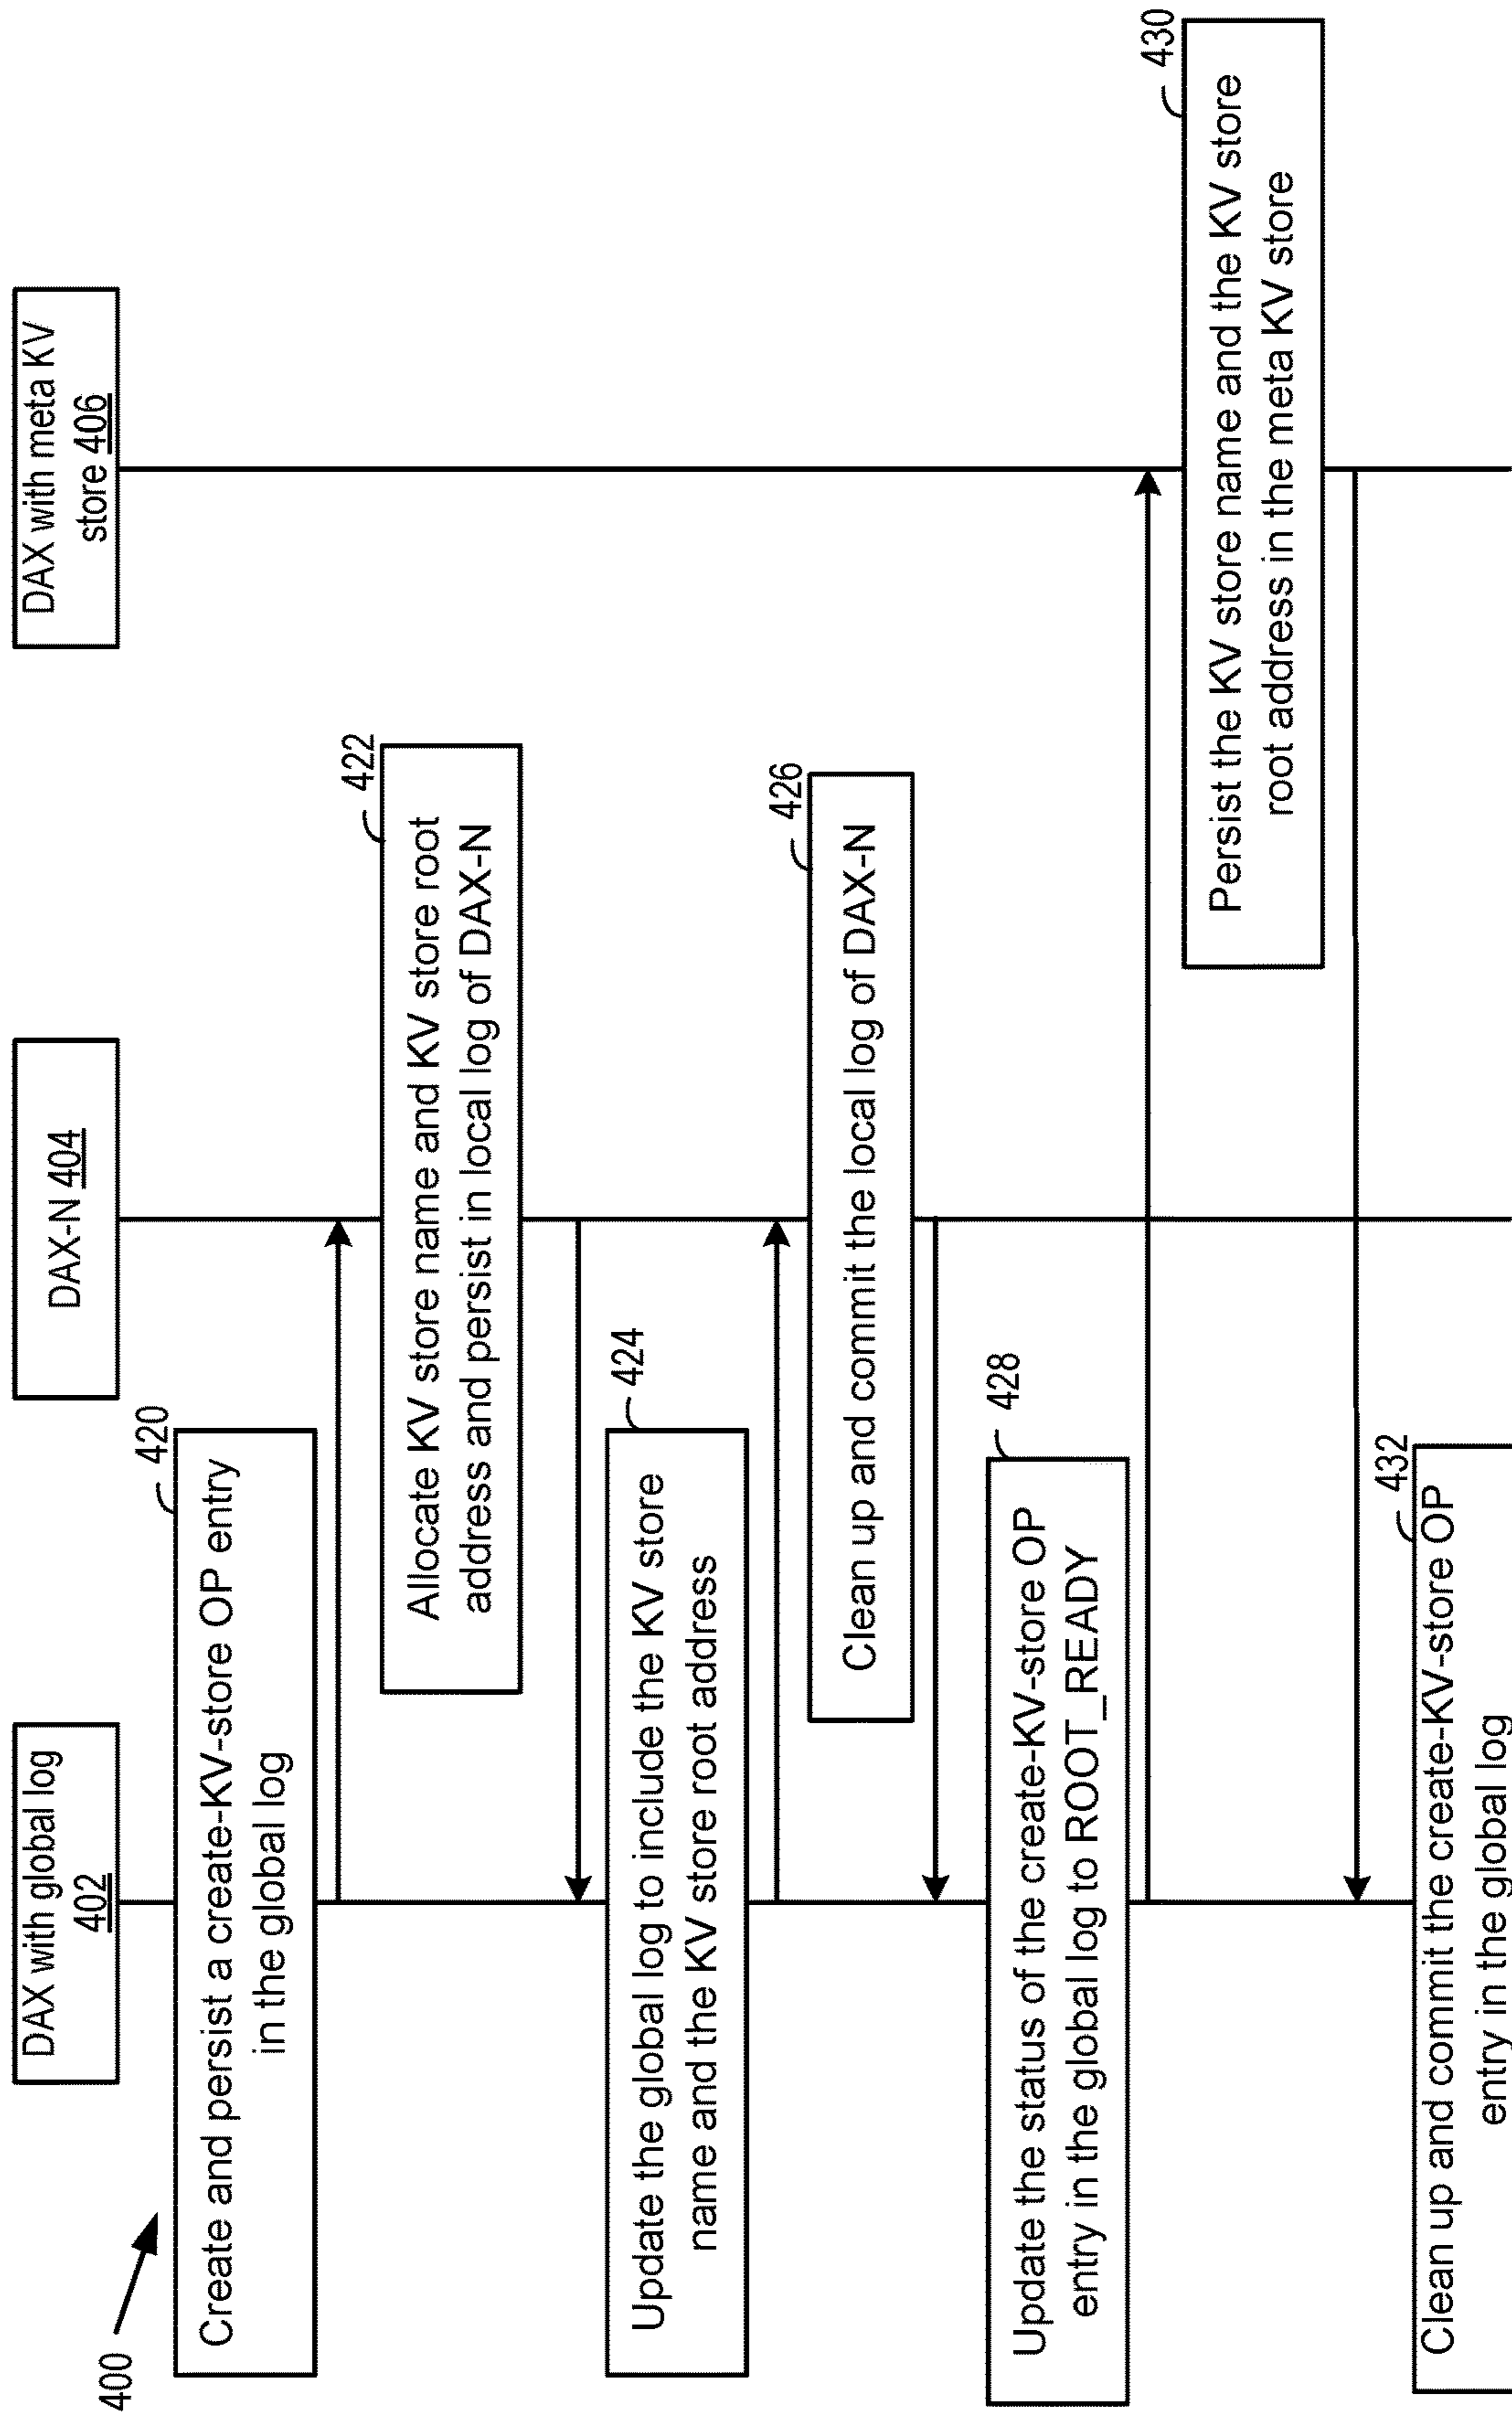 400
DAX with global log
402
DAX-N 404
DAX with meta KV
store 406
420
Create and persist a create-KV-store OP entry
in the global log
422
Allocate KV store name and KV store root
address and persist in local log of DAX-N
424
Update the global log to include the KV store
name and the KV store root address
426
Clean up and commit the local log of DAX-N
428
Update the status of the create-KV-store OP
entry in the global log to ROOT_READY
430
Persist the KV store name and the KV store
root address in the meta KV store
432
Clean up and commit the create-KV-store OP
entry in the global log